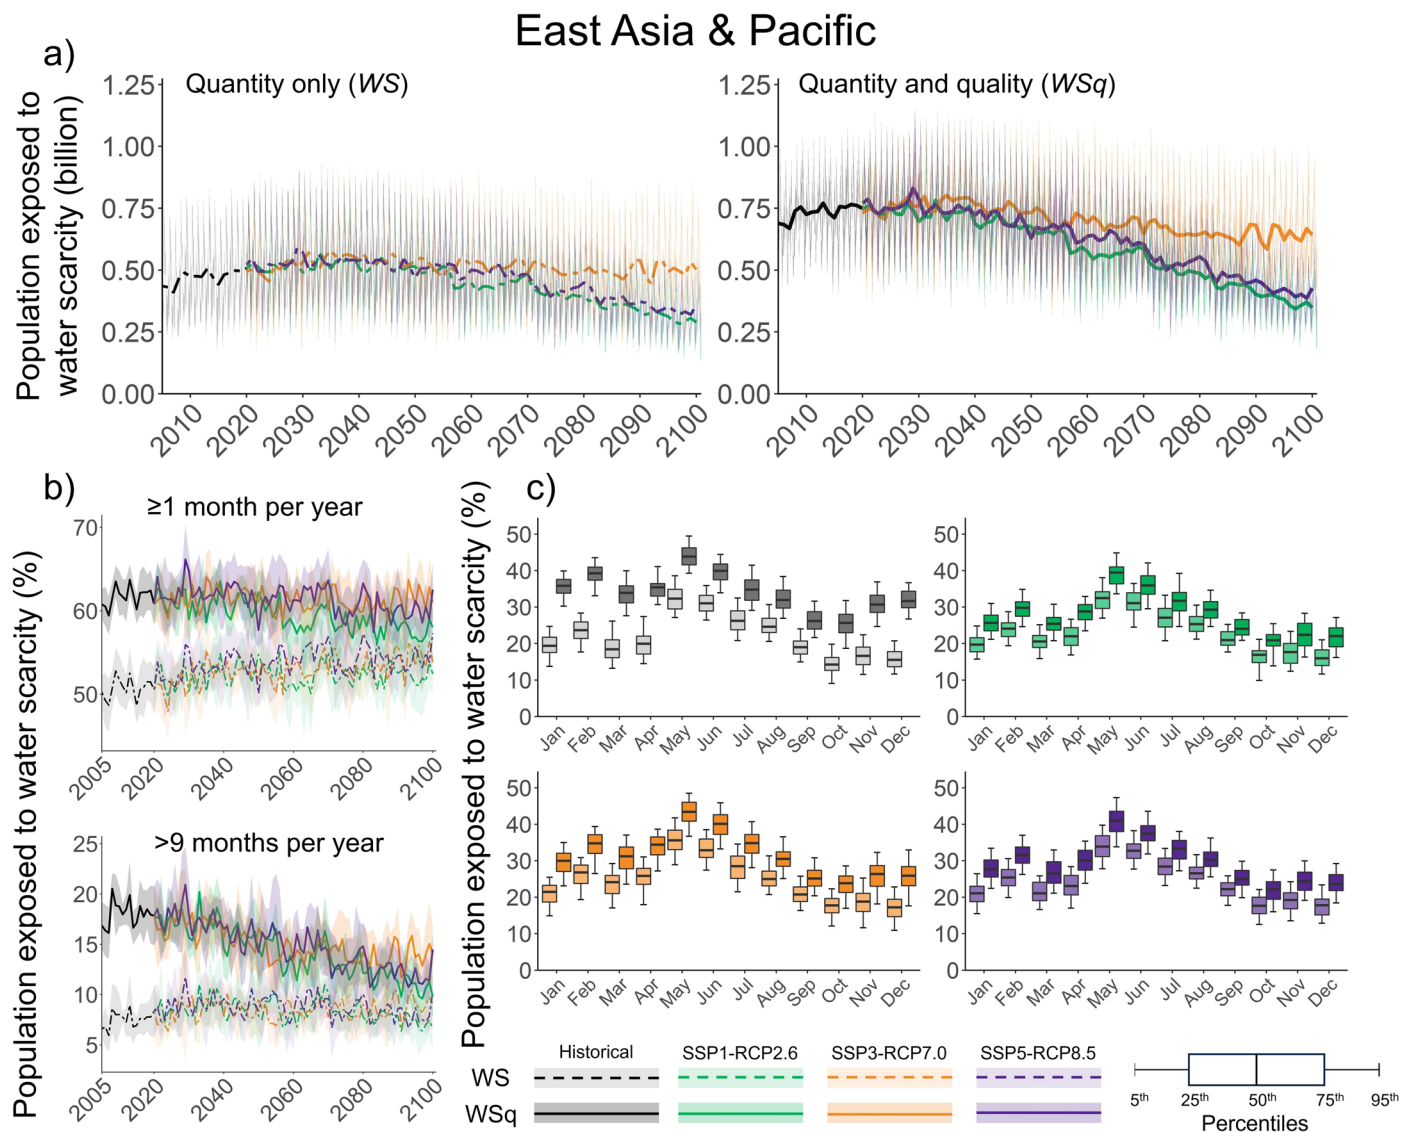 East Asia & Pacific
a)
Population exposed to
water scarcity (billion)
Quantity only (WS)
1.25
1.00
0.75
0.50
0.25
0.00
2010 2020 2030 2040 2050 2060 2070 2080 2090 2100
Quantity and quality (WSq)
1.25
1.00
0.75
0.50
0.25
0.00
2010 2020 2030 2040 2050 2060 2070 2080 2090 2100
b)
Population exposed to water scarcity (%)
≥1 month per year
70
60
50
2005 2020 2040 2060 2080 2100
>9 months per year
25
20
15
10
5
2005 2020 2040 2060 2080 2100
c)
Population exposed to water scarcity (%)
50
40
30
20
10
0
Jan Feb Mar Apr May Jun Jul Aug Sep Oct Nov Dec
50
40
30
20
10
0
Jan Feb Mar Apr May Jun Jul Aug Sep Oct Nov Dec
50
40
30
20
10
0
Jan Feb Mar Apr May Jun Jul Aug Sep Oct Nov Dec
50
40
30
20
10
0
Jan Feb Mar Apr May Jun Jul Aug Sep Oct Nov Dec
Historical SSP1-RCP2.6 SSP3-RCP7.0 SSP5-RCP8.5
WS
WSq
5th 25th 50th 75th 95th
Percentiles